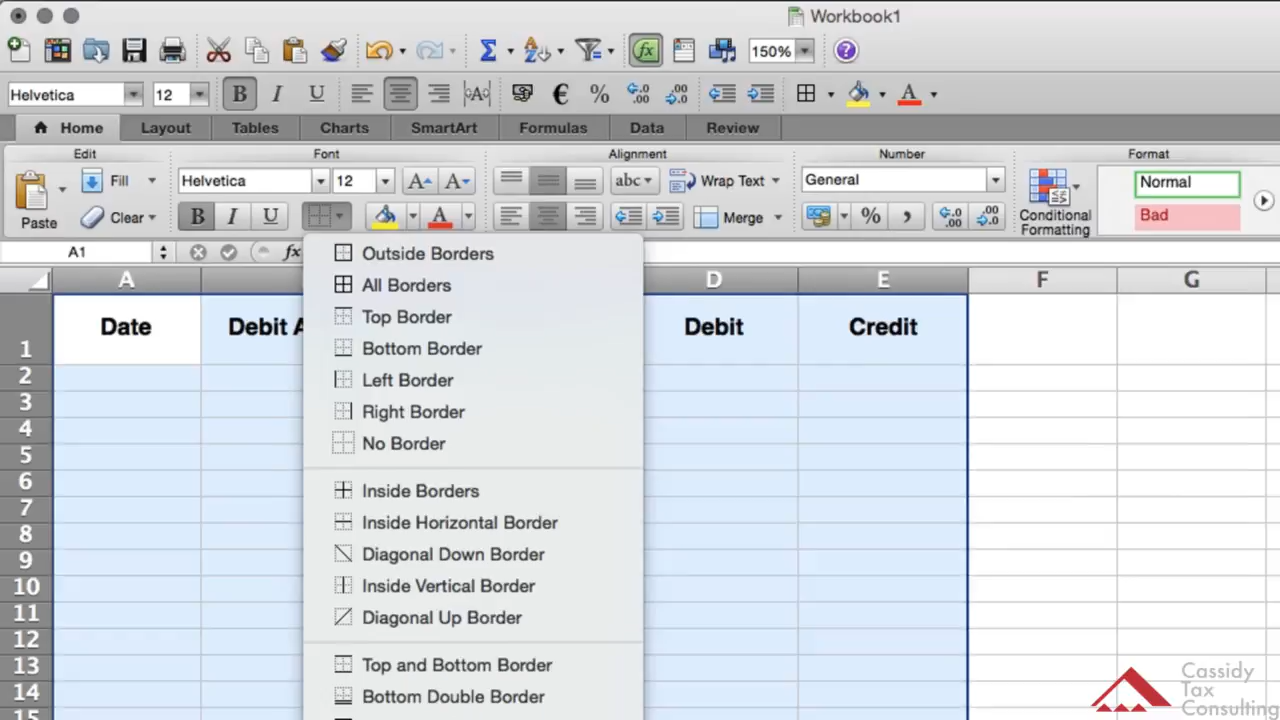 Workbook1
150%
Helvetica 12 B I U € %
Home Layout Tables Charts SmartArt Formulas Data Review
Edit Font Alignment Number Format
Fill Helvetica 12 abc Wrap Text General Normal
Paste Clear B I U Merge % Conditional Formatting Bad
A1 fx
A D E F G
Date Debit A Debit Credit
Outside Borders
All Borders
Top Border
Bottom Border
Left Border
Right Border
No Border
Inside Borders
Inside Horizontal Border
Diagonal Down Border
Inside Vertical Border
Diagonal Up Border
Top and Bottom Border
Bottom Double Border
1
2
3
4
5
6
7
8
9
10
11
12
13
14
15
Cassidy
Tax
Consulting